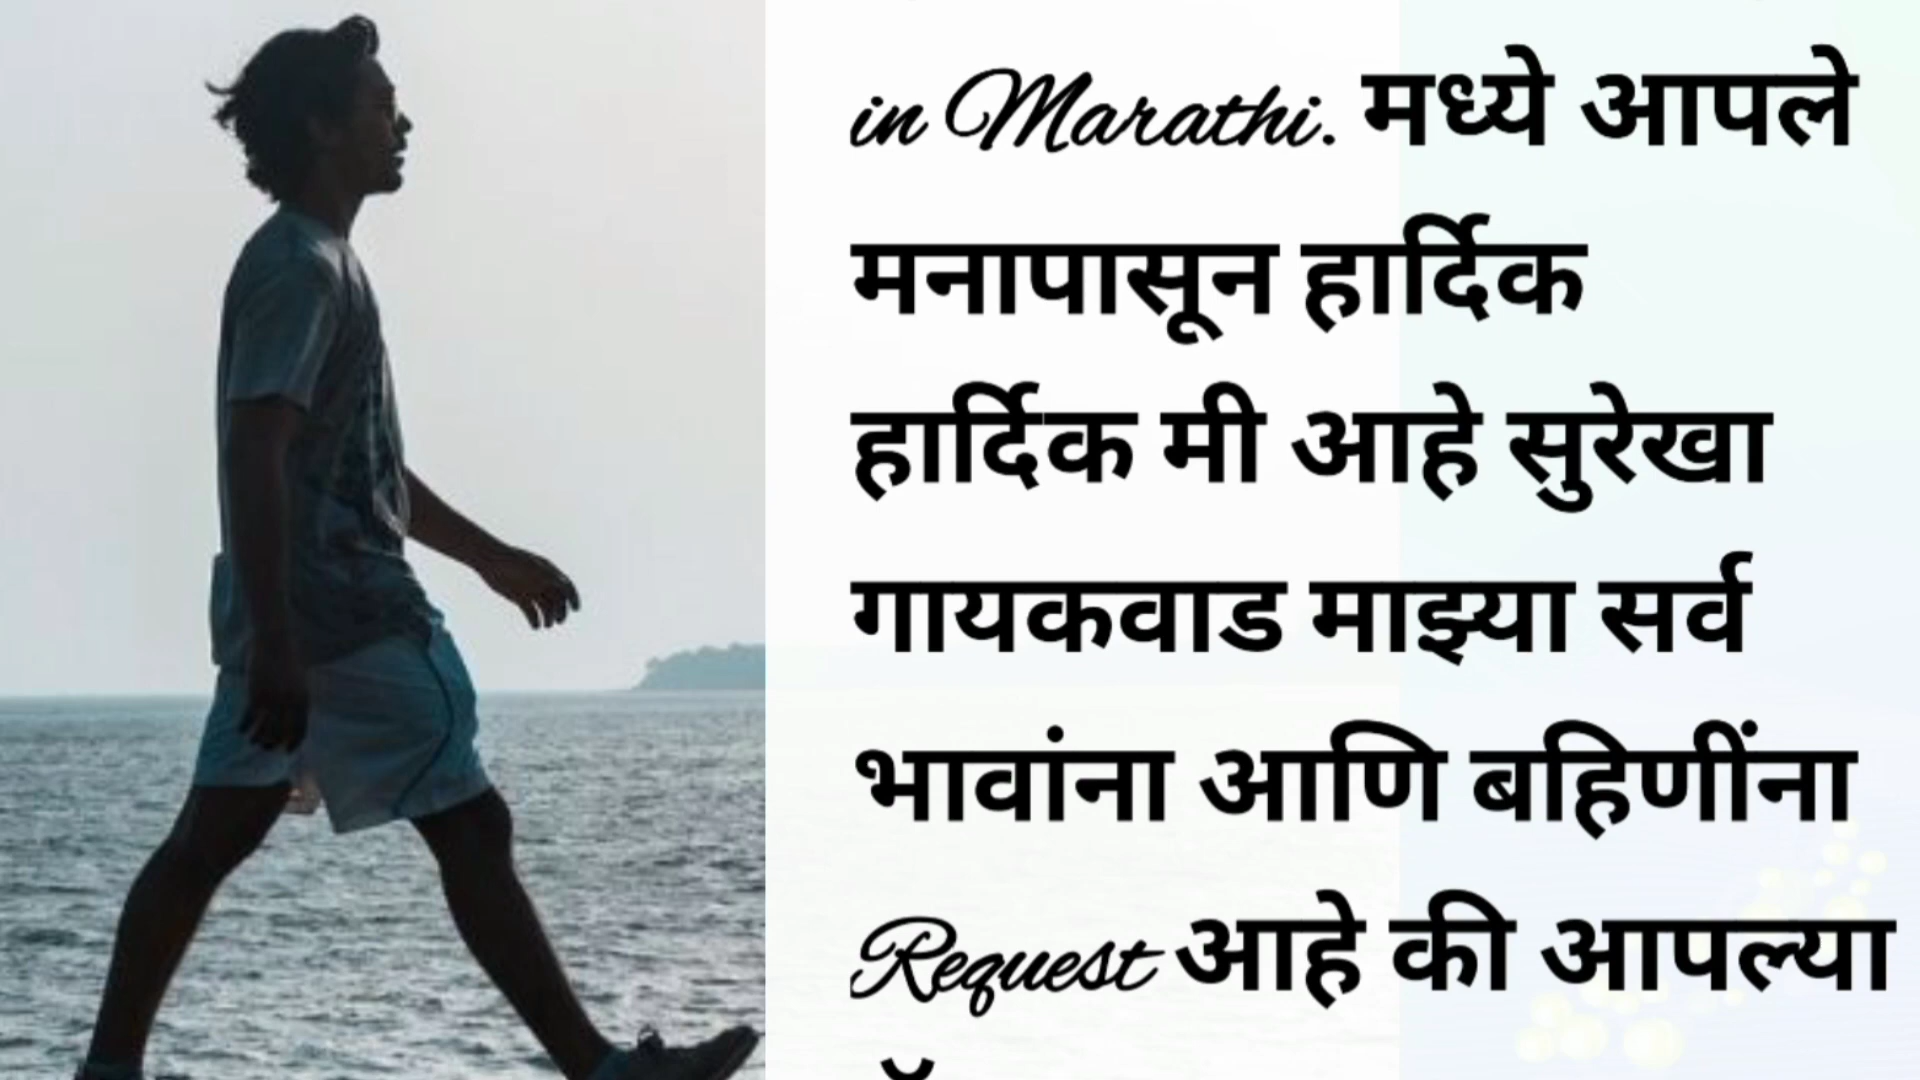 in Marathi. मध्ये आपले
मनापासून हार्दिक
हार्दिक मी आहे सुरेखा
गायकवाड माझ्या सर्व
भावांना आणि बहिणींना
Request आहे की आपल्या